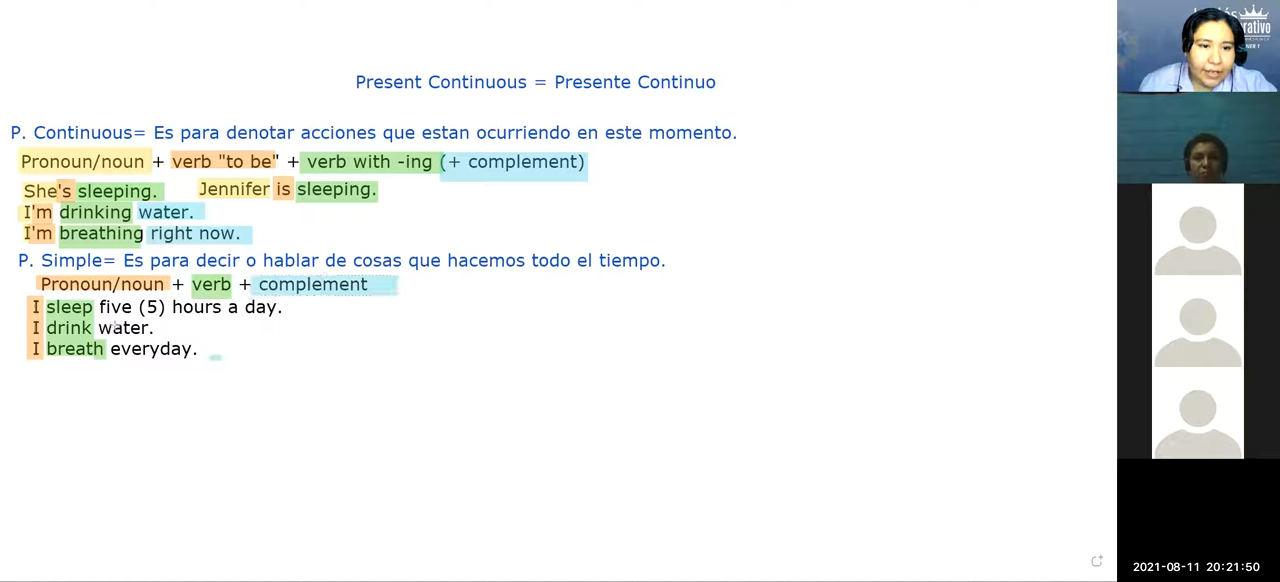 Present Continuous = Presente Continuo
P. Continuous= Es para denotar acciones que estan ocurriendo en este momento.
Pronoun/noun + verb "to be" + verb with -ing (+ complement)
She's sleeping. Jennifer is sleeping.
I'm drinking water.
I'm breathing right now.
P. Simple= Es para decir o hablar de cosas que hacemos todo el tiempo.
Pronoun/noun + verb + complement
I sleep five (5) hours a day.
I drink water.
I breath everyday.
2021-08-11 20:21:50